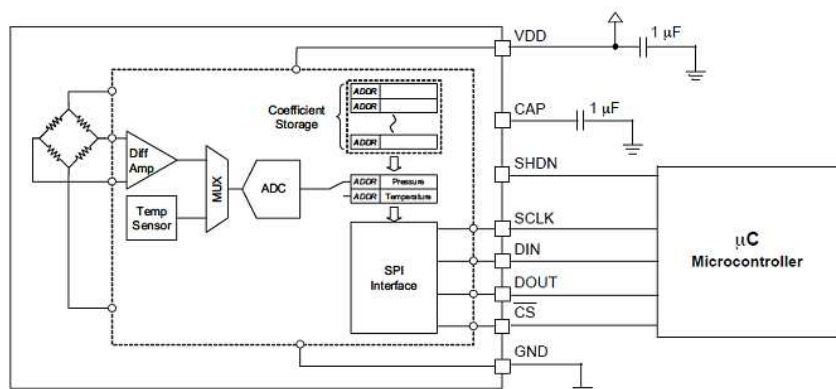 VDD
1 μF
CAP
1 μF
SHDN
SCLK
DIN
DOUT
CS
GND
Coefficient
Storage
ADDR
ADDR
ADDR
Diff
Amp
Temp
Sensor
MUX
ADC
ADDR Pressure
ADDR Temperature
SPI
Interface
μC
Microcontroller